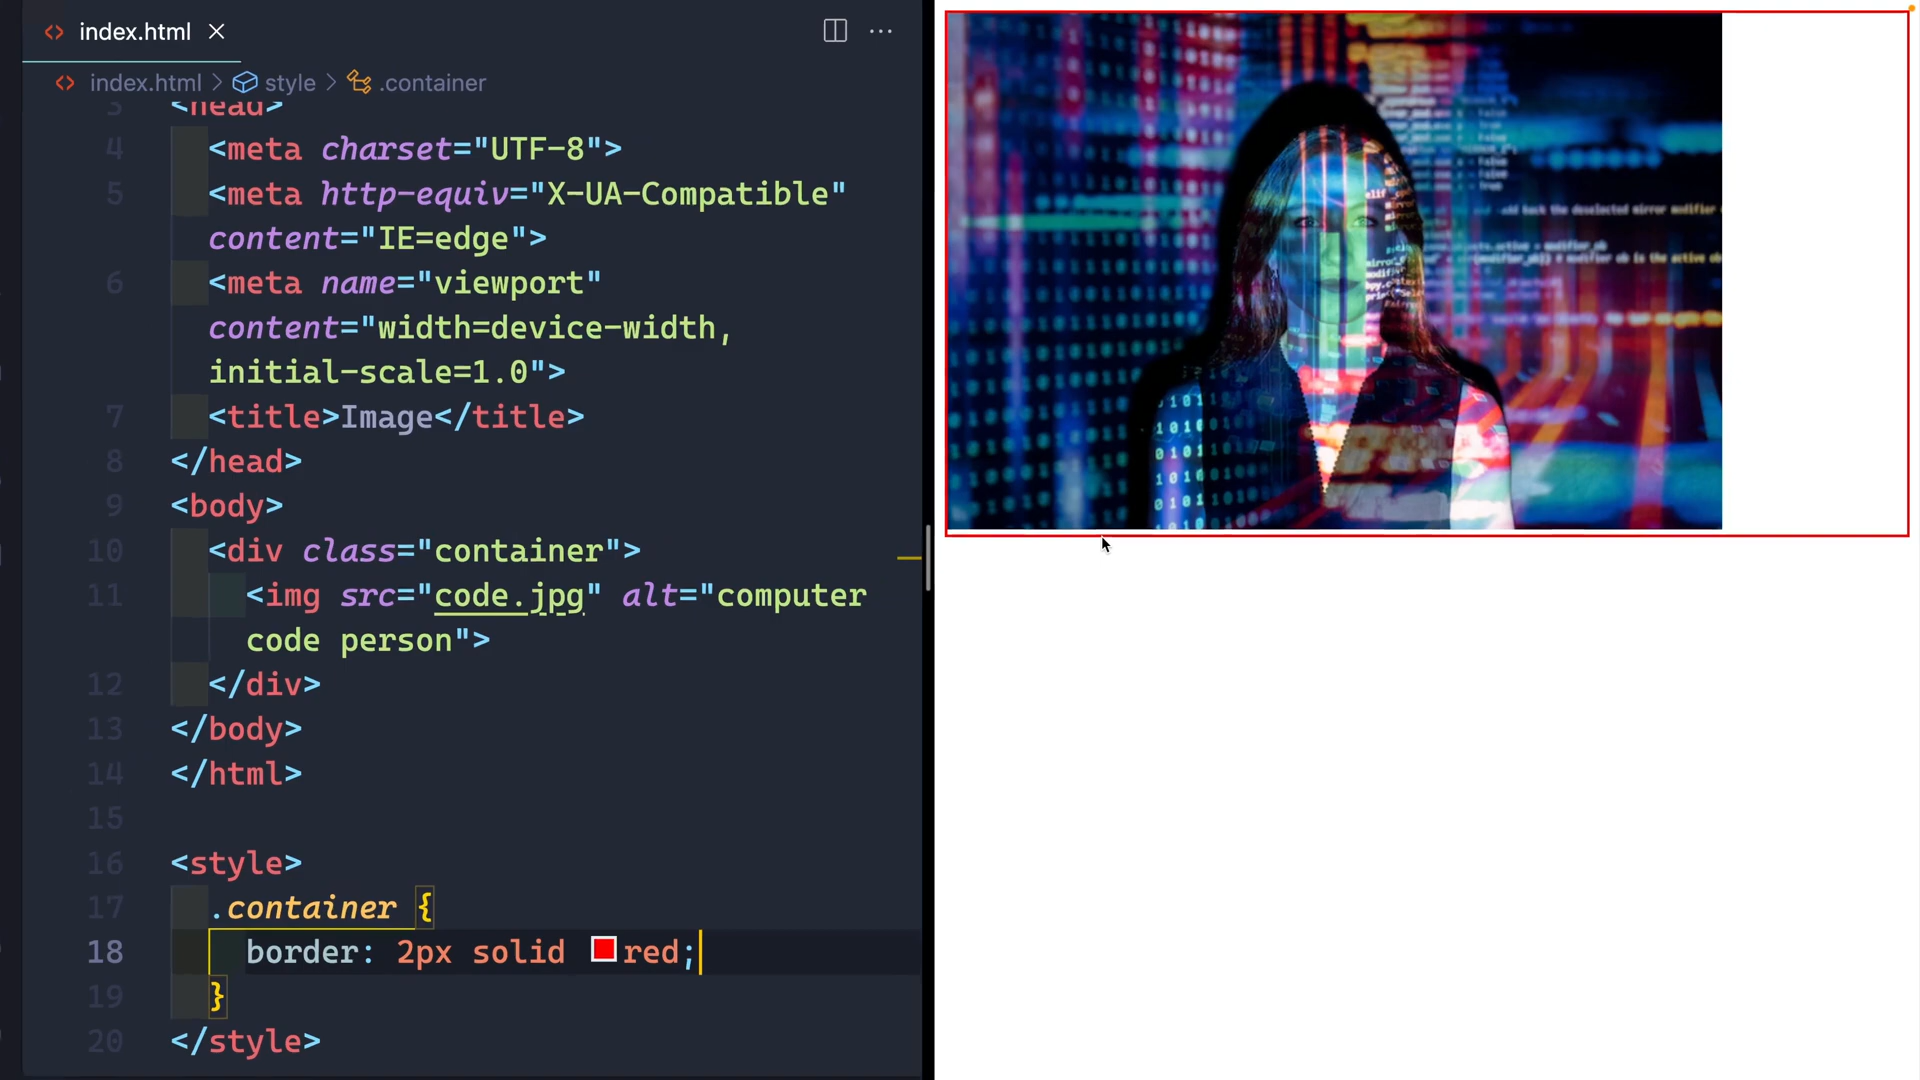 index.html
index.html > style > .container
3 <head>
4 <meta charset="UTF-8">
5 <meta http-equiv="X-UA-Compatible"
content="IE=edge">
6 <meta name="viewport"
content="width=device-width,
initial-scale=1.0">
7 <title>Image</title>
8 </head>
9 <body>
10 <div class="container">
11 <img src="code.jpg" alt="computer
code person">
12 </div>
13 </body>
14 </html>
15
16 <style>
17 .container {
18 border: 2px solid red;
19 }
20 </style>